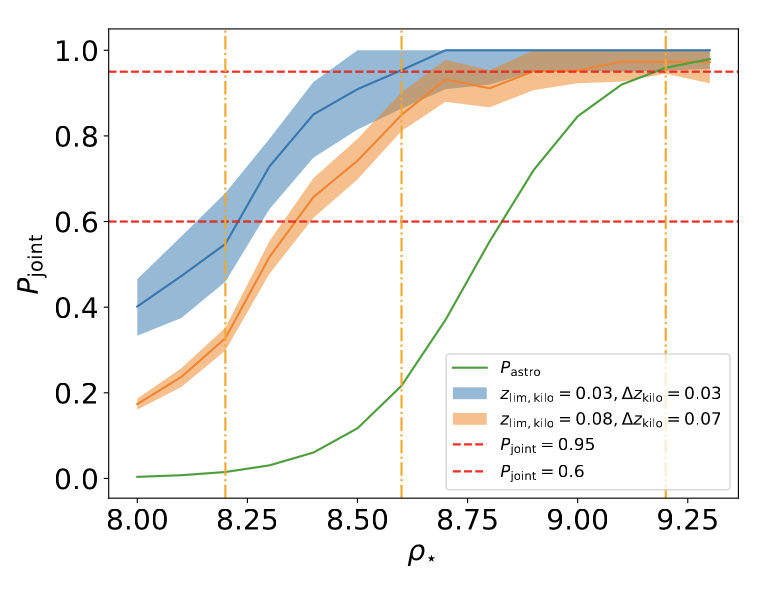 1.0
0.8
0.6
0.4
0.2
0.0
P_joint
8.00 8.25 8.50 8.75 9.00 9.25
ρ⋆
P_astro
z_lim, kilo = 0.03, Δz_kilo = 0.03
z_lim, kilo = 0.08, Δz_kilo = 0.07
P_joint = 0.95
P_joint = 0.6